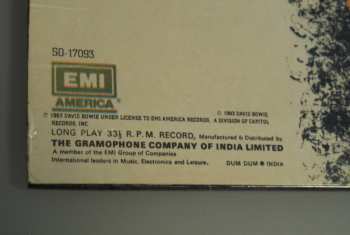 SO-17093
EMI
AMERICA
℗ 1983 DAVID BOWIE UNDER LICENSE TO EMI AMERICA RECORDS, © 1983 DAVID BOWIE.
RECORDS, INC. A DIVISION OF CAPITOL
LONG PLAY 33⅓ R.P.M. RECORD, Manufactured & Distributed by
THE GRAMOPHONE COMPANY OF INDIA LIMITED
A member of the EMI Group of Companies
International leaders in Music, Electronics and Leisure. DUM DUM ● INDIA